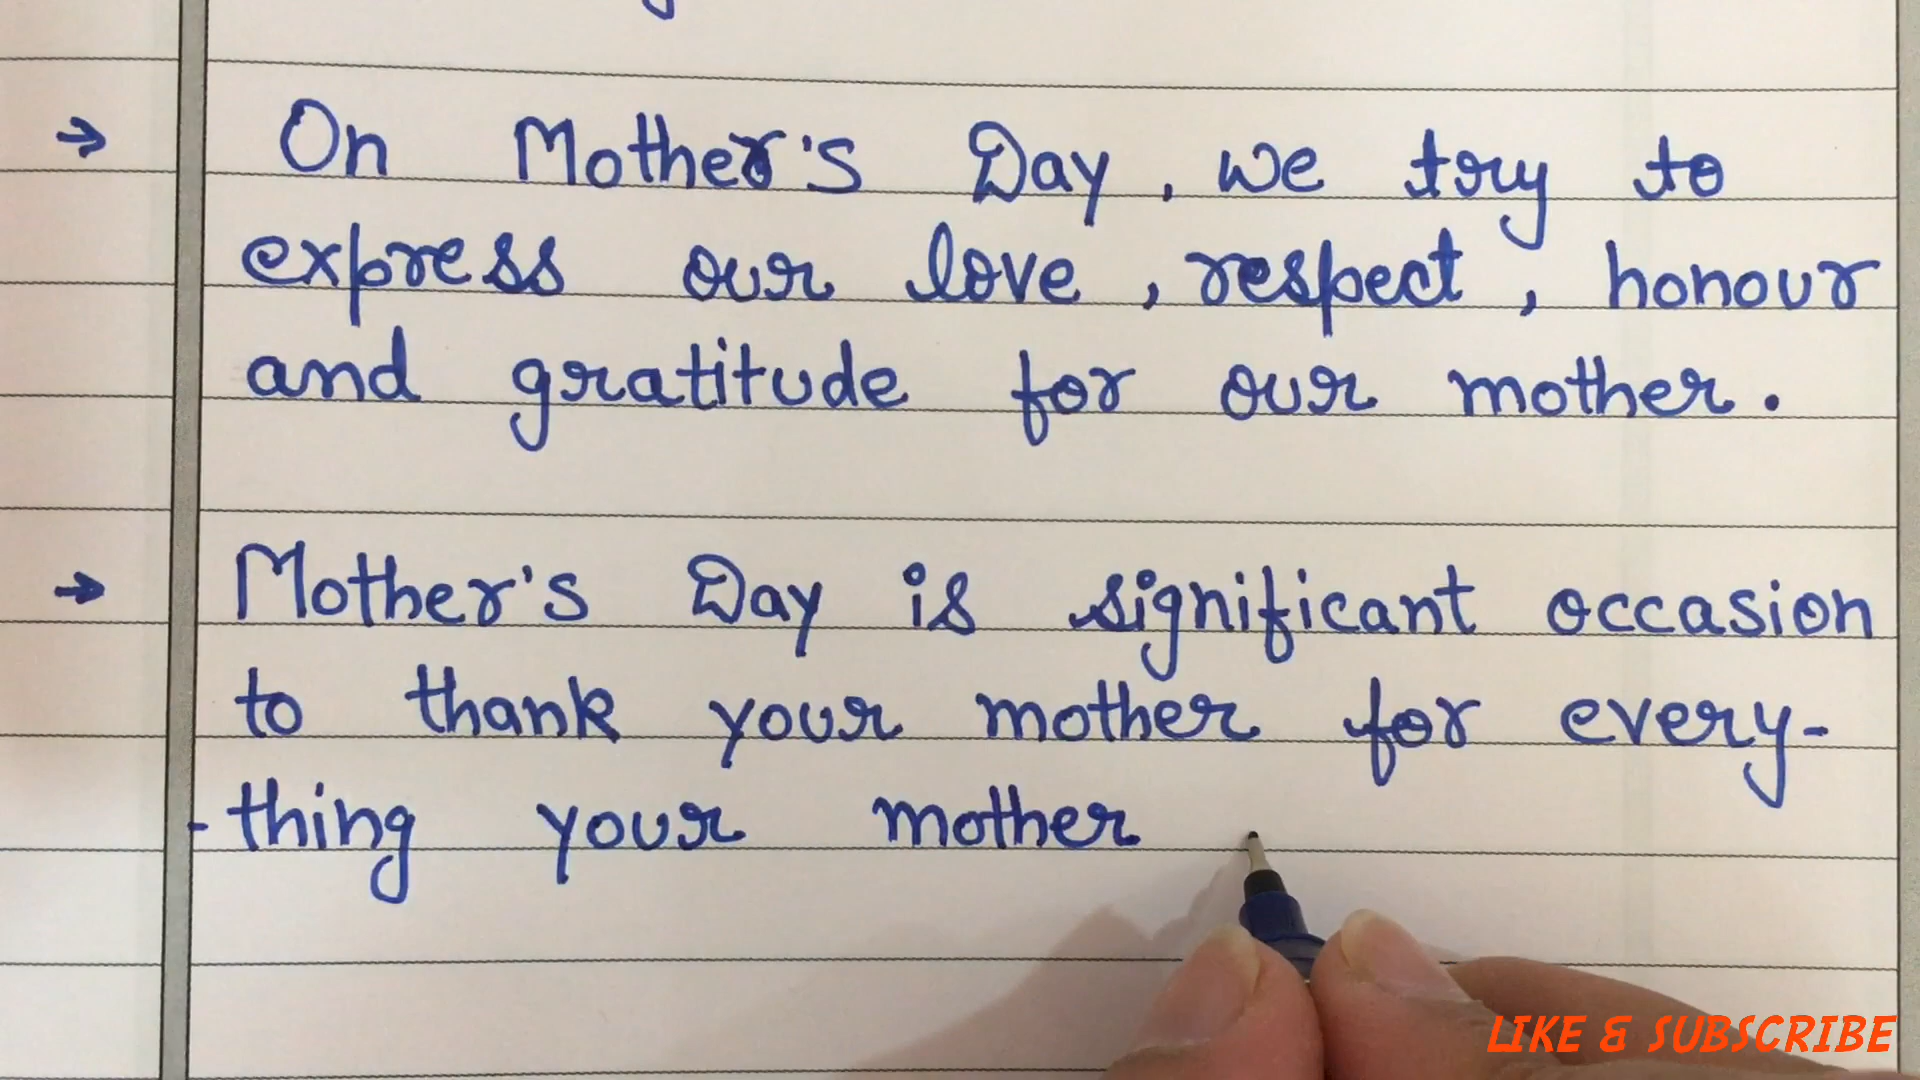 → On Mother's Day, we try to
express our love, respect, honour
and gratitude for our mother.
→ Mother's Day is significant occasion
to thank your mother for every-
-thing your mother
LIKE & SUBSCRIBE